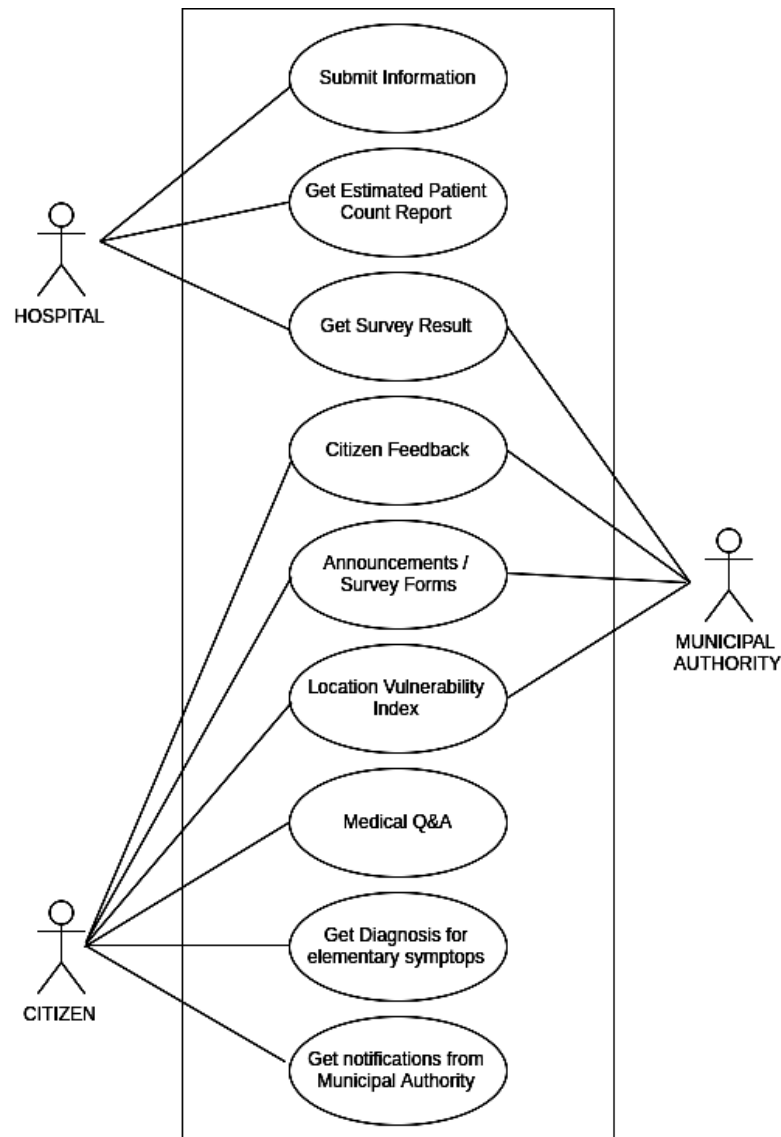 Submit Information
Get Estimated Patient
Count Report
HOSPITAL
Get Survey Result
Citizen Feedback
Announcements /
Survey Forms
MUNICIPAL
AUTHORITY
Location Vulnerability
Index
Medical Q&A
CITIZEN
Get Diagnosis for
elementary symptops
Get notifications from
Municipal Authority